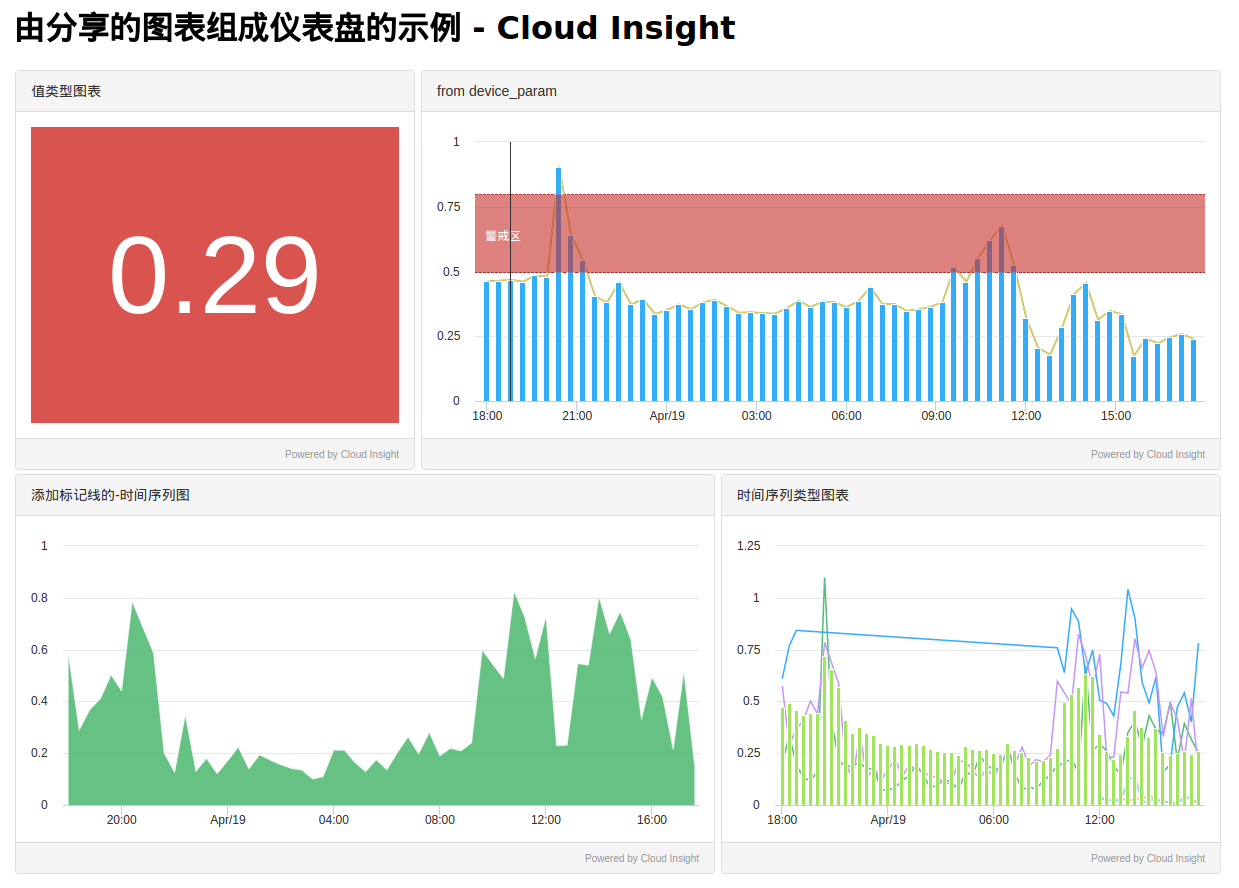 由分享的图表组成仪表盘的示例 - Cloud Insight
值类型图表
0.29
Powered by Cloud Insight
from device_param
1
0.75
警戒区
0.5
0.25
0
18:00 21:00 Apr/19 03:00 06:00 09:00 12:00 15:00
Powered by Cloud Insight
添加标记线的-时间序列图
1
0.8
0.6
0.4
0.2
0
20:00 Apr/19 04:00 08:00 12:00 16:00
Powered by Cloud Insight
时间序列类型图表
1.25
1
0.75
0.5
0.25
0
18:00 Apr/19 06:00 12:00
Powered by Cloud Insight